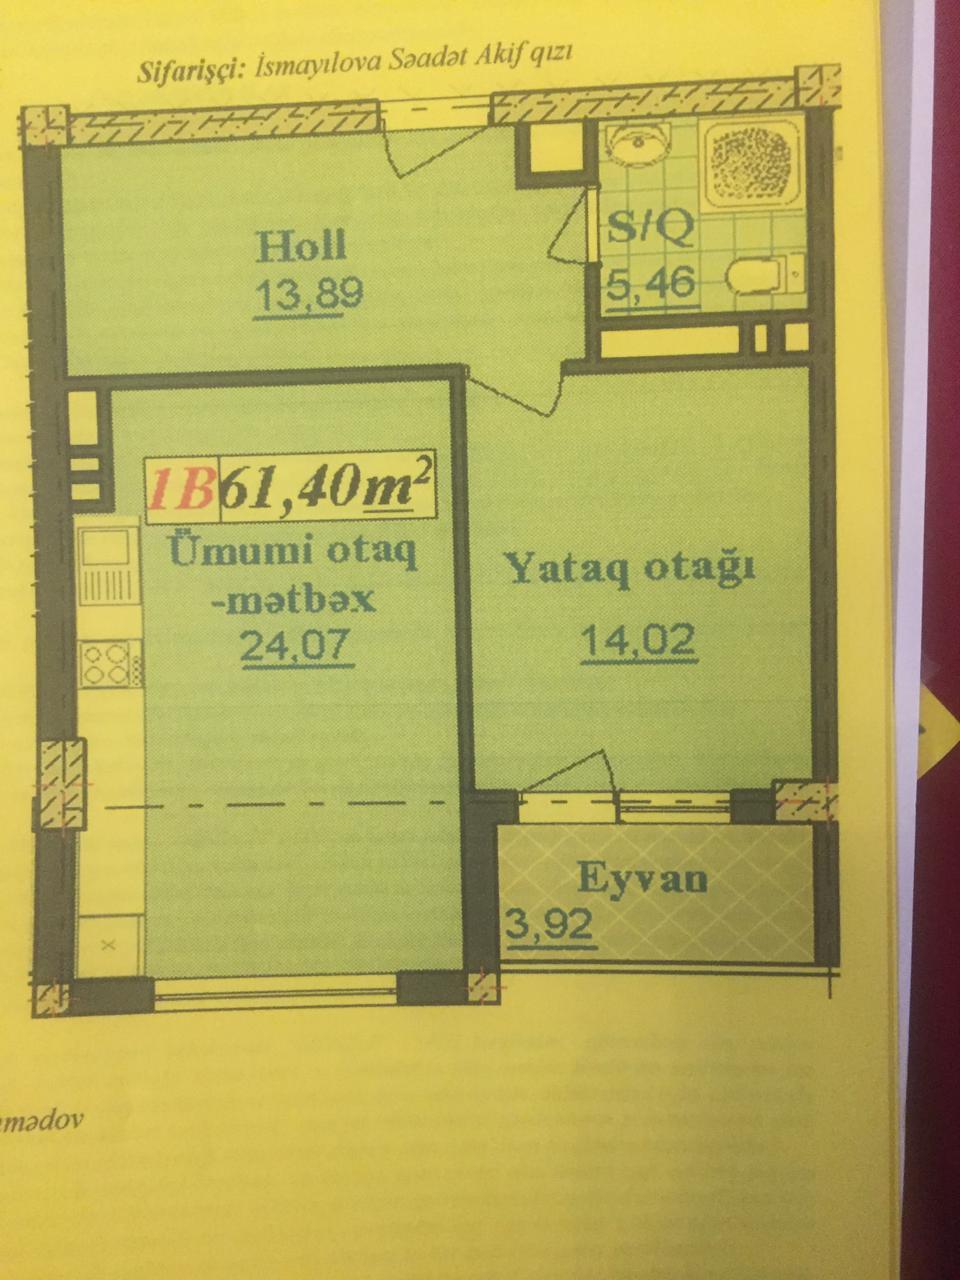 Sifarişçi: İsmayılova Səadət Akif qızı
Holl
13,89
S/Q
5,46
1B 61,40m²
Ümumi otaq
-mətbəx
24,07
Yataq otağı
14,02
Eyvan
3,92